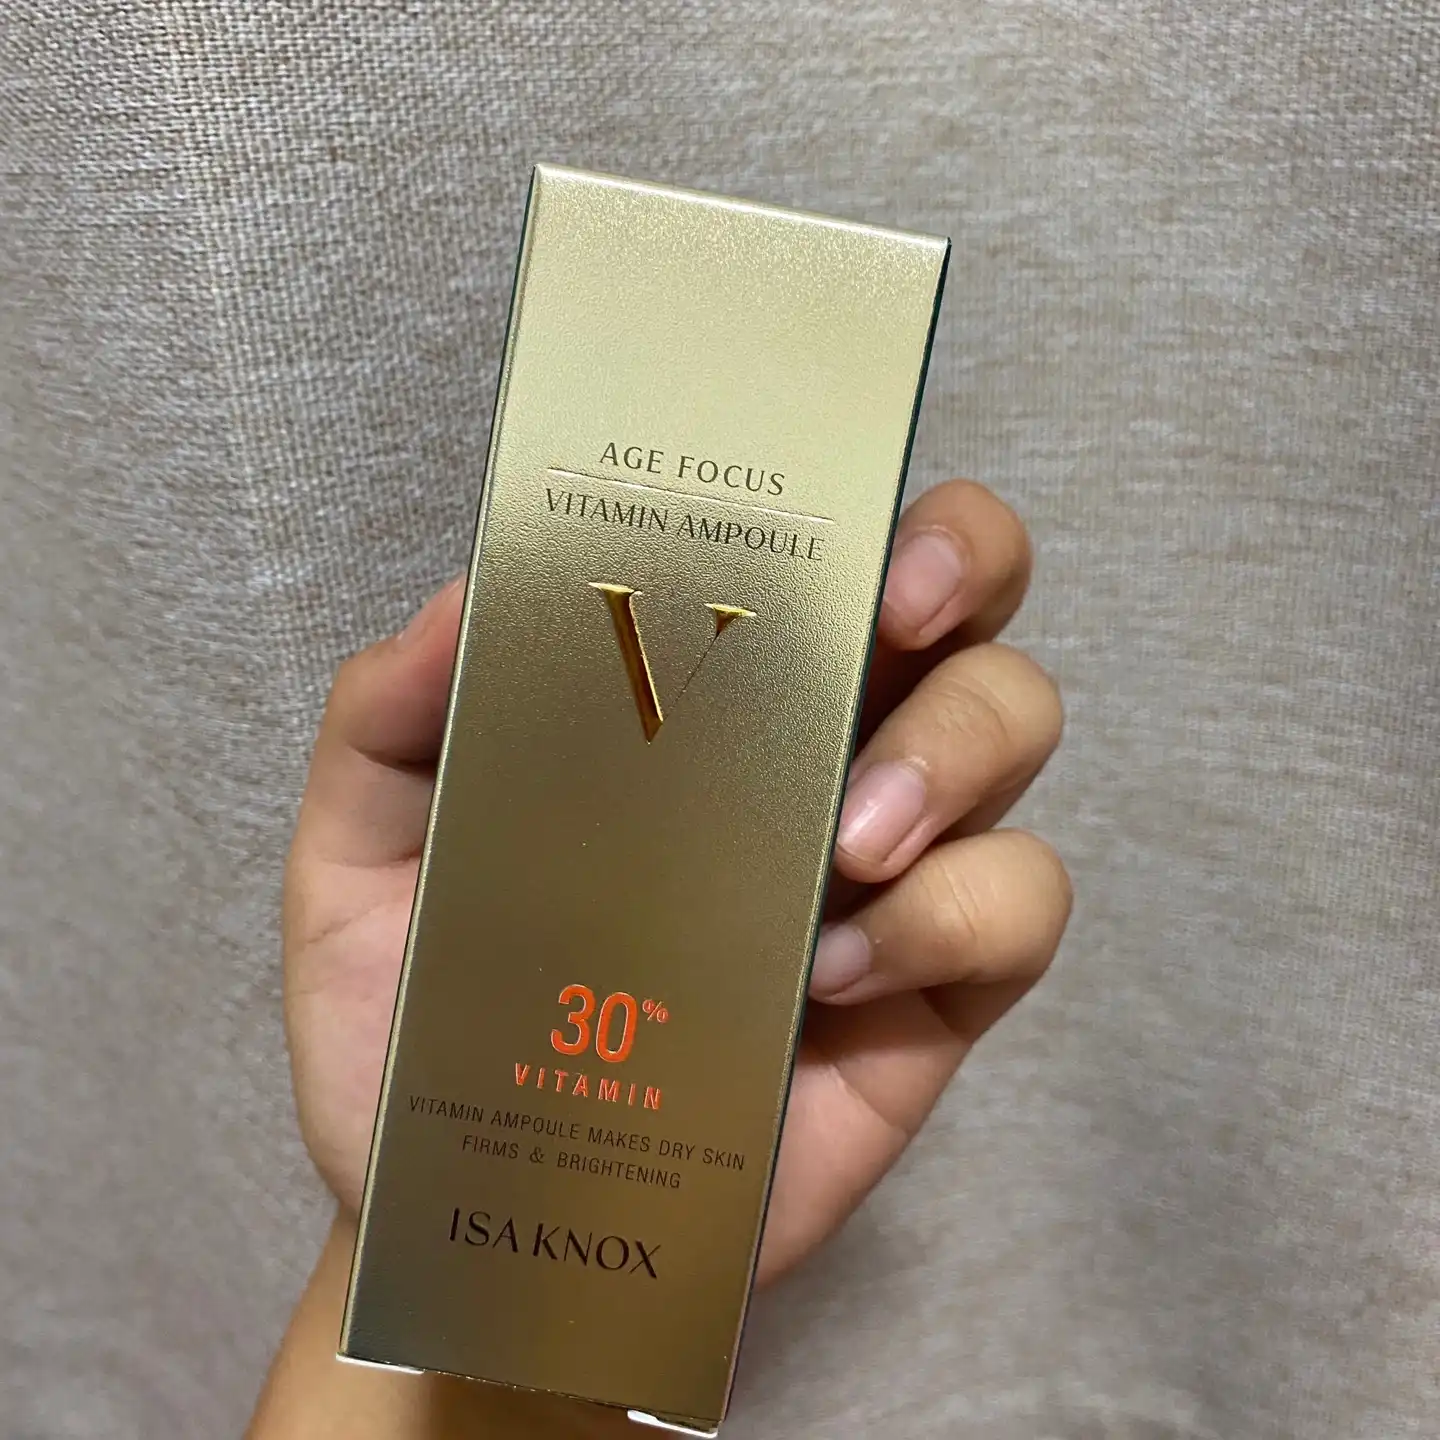 AGE FOCUS
VITAMIN AMPOULE
V
30%
VITAMIN
VITAMIN AMPOULE MAKES DRY SKIN
FIRMS & BRIGHTENING
ISA KNOX